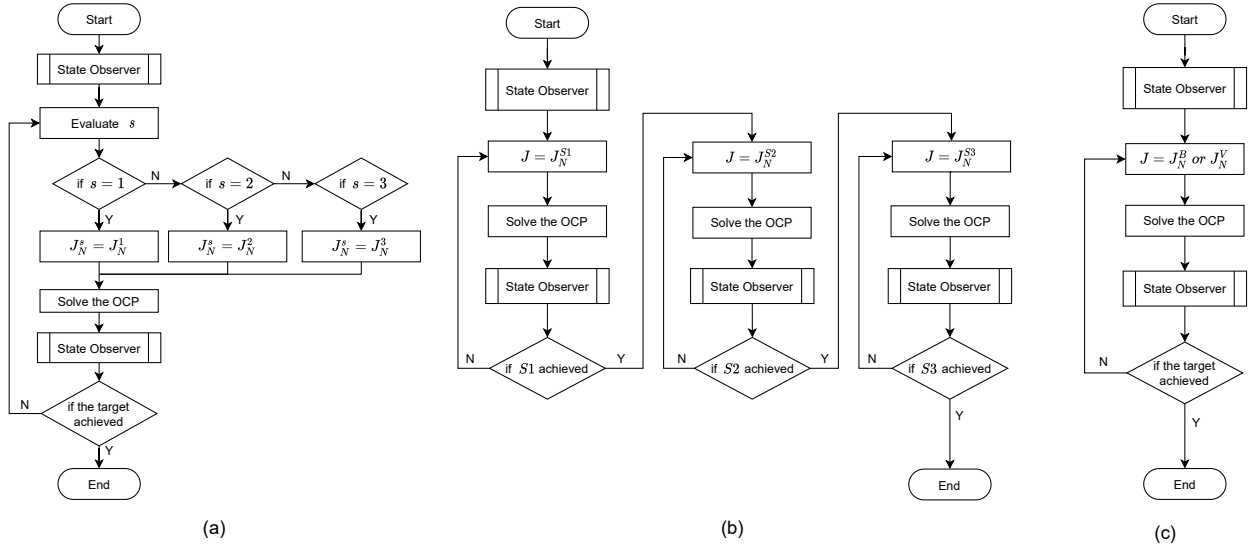 Start
State Observer
Evaluate s
if s = 1
N
if s = 2
N
if s = 3
Y
Y
Y
J_N^s = J_N^1
J_N^s = J_N^2
J_N^s = J_N^3
Solve the OCP
State Observer
N
if the target
achieved
Y
End
(a)
Start
State Observer
J = J_N^{S1}
Solve the OCP
State Observer
N
if S1 achieved
Y
J = J_N^{S2}
Solve the OCP
State Observer
N
if S2 achieved
Y
J = J_N^{S3}
Solve the OCP
State Observer
N
if S3 achieved
Y
End
(b)
Start
State Observer
J = J_N^B or J_N^V
Solve the OCP
State Observer
N
if the target
achieved
Y
End
(c)